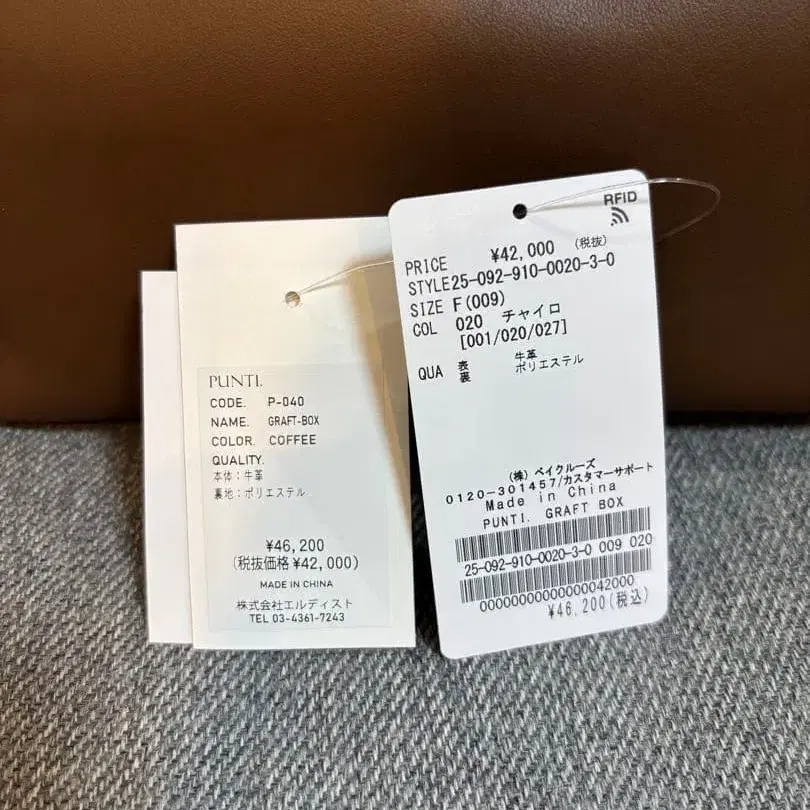 PUNTI.
CODE. P-040
NAME. GRAFT-BOX
COLOR. COFFEE
QUALITY.
本体:牛革
裏地:ポリエステル
¥46,200
(税抜価格 ¥42,000)
MADE IN CHINA
株式会社エルディスト
TEL 03-4361-7243
RFID
PRICE ¥42,000 (税抜)
STYLE25-092-910-0020-3-0
SIZE F(009)
COL 020 チャイロ
[001/020/027]
QUA 表 牛革
裏 ポリエステル
(株) ベイクルーズ
0120-301457/カスタマーサポート
Made in China
PUNTI. GRAFT BOX
25-092-910-0020-3-0 009 020
00000000000000042000
¥46,200(税込)